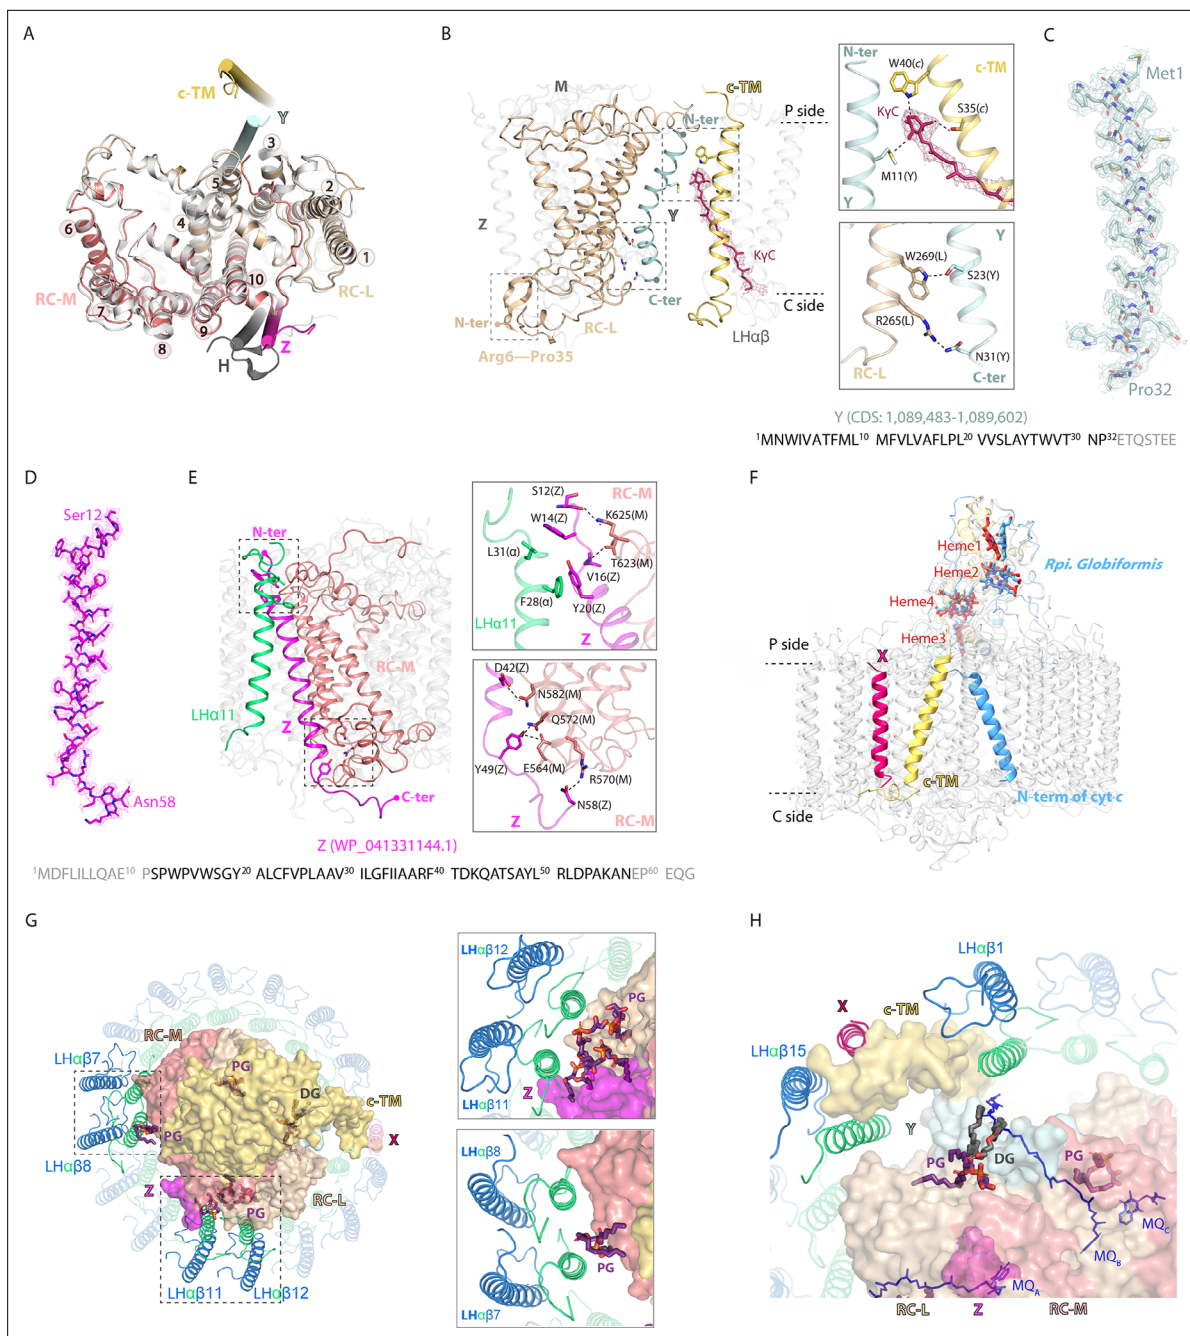 A
c-TM
Y
3
5
2
6
4
1
RC-M
10
RC-L
7
9
8
Z
H
B
M
c-TM
N-ter
P side
Z
Y
KγC
C-ter
C side
N-ter
RC-L
LHαβ
Arg6—Pro35
N-ter
W40(c)
c-TM
KγC
S35(c)
M11(Y)
Y
Y
W269(L)
S23(Y)
R265(L)
N31(Y)
RC-L
C-ter
C
Met1
Pro32
Y (CDS: 1,089,483-1,089,602)
1MNWIVATFML10 MFVLVAFLPL20 VVSLAYTWVT30 NP32ETQSTEE
D
Ser12
Asn58
E
N-ter
RC-M
LHα11
Z
C-ter
S12(Z)
RC-M
W14(Z)
K625(M)
L31(α)
T623(M)
V16(Z)
F28(α)
Y20(Z)
LHα11
Z
D42(Z)
N582(M)
Q572(M)
Y49(Z)
E564(M)
R570(M)
N58(Z)
Z
RC-M
Z (WP_041331144.1)
1MDFLILLQAE10 PSPWPVWSGY20 ALCFVPLAAV30 ILGFIIAARF40 TDKQATSAYL50 RLDPAKANEP60 EQG
F
Heme1
Heme2
Rpi. Globiformis
Heme4
Heme3
P side
X
c-TM
N-term of cyt c
C side
G
RC-M
LHαβ7
PG
DG
c-TM
PG
X
LHαβ8
Z
PG
RC-L
LHαβ11
LHαβ12
LHαβ12
PG
Z
LHαβ11
LHαβ8
PG
LHαβ7
H
LHαβ1
X
c-TM
LHαβ15
Y
PG
DG
PG
MQC
MQB
MQA
RC-L
Z
RC-M